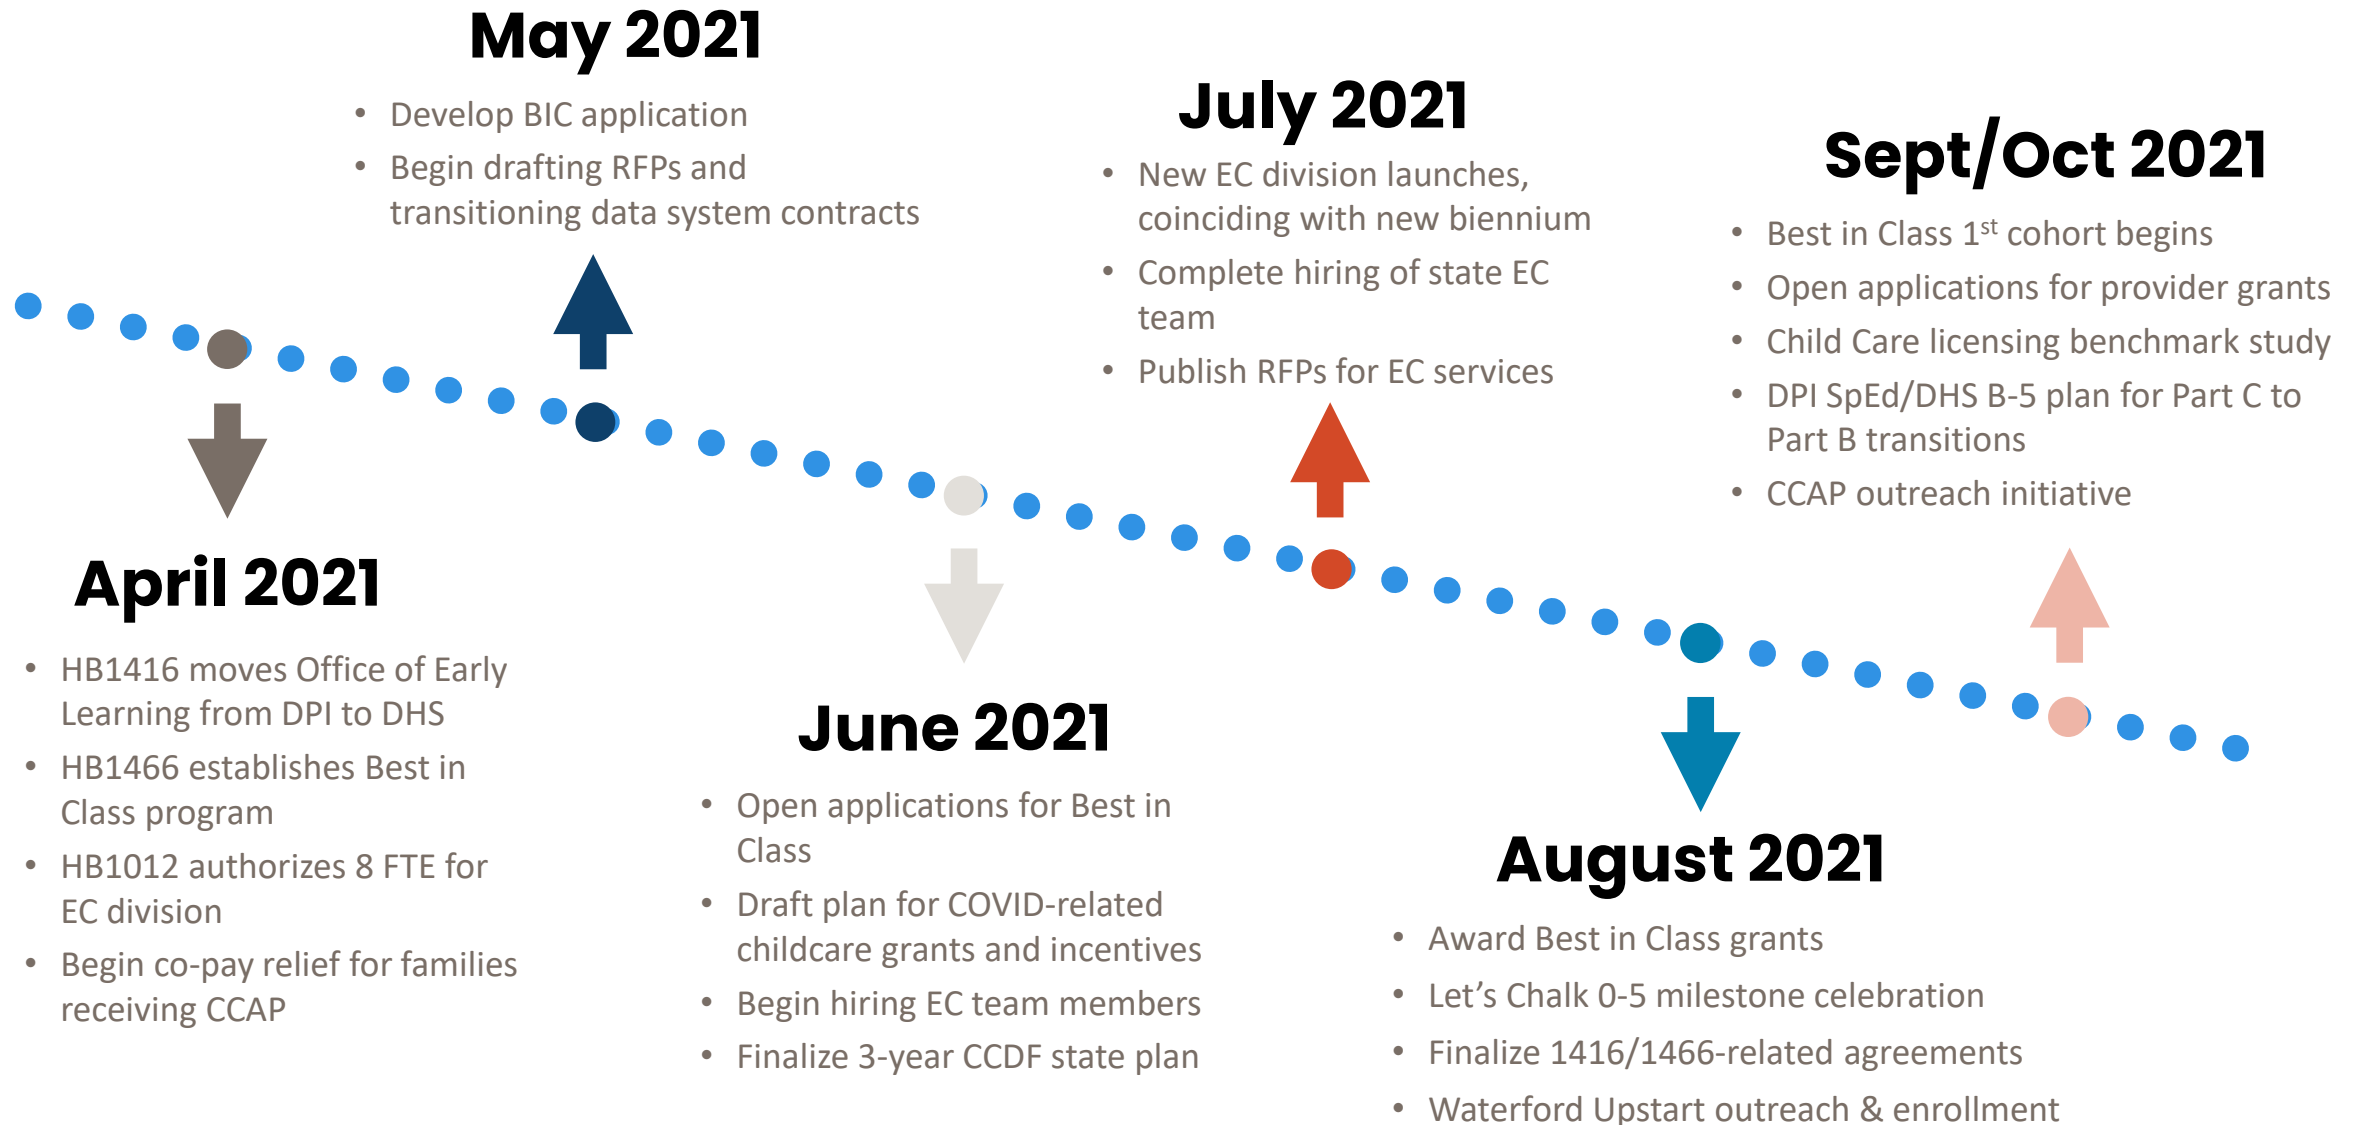 May 2021
• Develop BIC application
• Begin drafting RFPs and
transitioning data system contracts
July 2021
• New EC division launches,
coinciding with new biennium
• Complete hiring of state EC
team
• Publish RFPs for EC services
Sept/Oct 2021
• Best in Class 1st cohort begins
• Open applications for provider grants
• Child Care licensing benchmark study
• DPI SpEd/DHS B-5 plan for Part C to
Part B transitions
• CCAP outreach initiative
April 2021
• HB1416 moves Office of Early
Learning from DPI to DHS
• HB1466 establishes Best in
Class program
• HB1012 authorizes 8 FTE for
EC division
• Begin co-pay relief for families
receiving CCAP
June 2021
• Open applications for Best in
Class
• Draft plan for COVID-related
childcare grants and incentives
• Begin hiring EC team members
• Finalize 3-year CCDF state plan
August 2021
• Award Best in Class grants
• Let’s Chalk 0-5 milestone celebration
• Finalize 1416/1466-related agreements
• Waterford Upstart outreach & enrollment